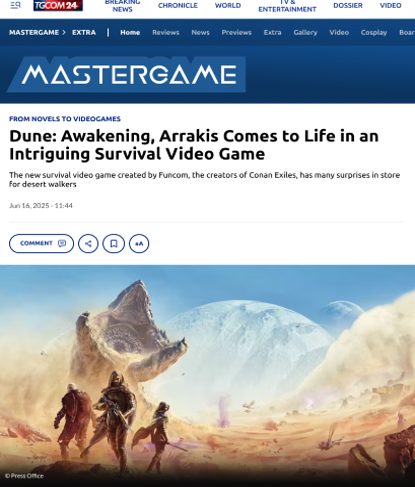 TGCOM24
BREAKING NEWS
CHRONICLE
WORLD
TV & ENTERTAINMENT
DOSSIER
VIDEO
MASTERGAME > EXTRA | Home Reviews News Previews Extra Gallery Video Cosplay Boar
MASTERGAME
FROM NOVELS TO VIDEOGAMES
Dune: Awakening, Arrakis Comes to Life in an
Intriguing Survival Video Game
The new survival video game created by Funcom, the creators of Conan Exiles, has many surprises in store
for desert walkers
Jun 16, 2025 - 11:44
COMMENT
aA
© Press Office